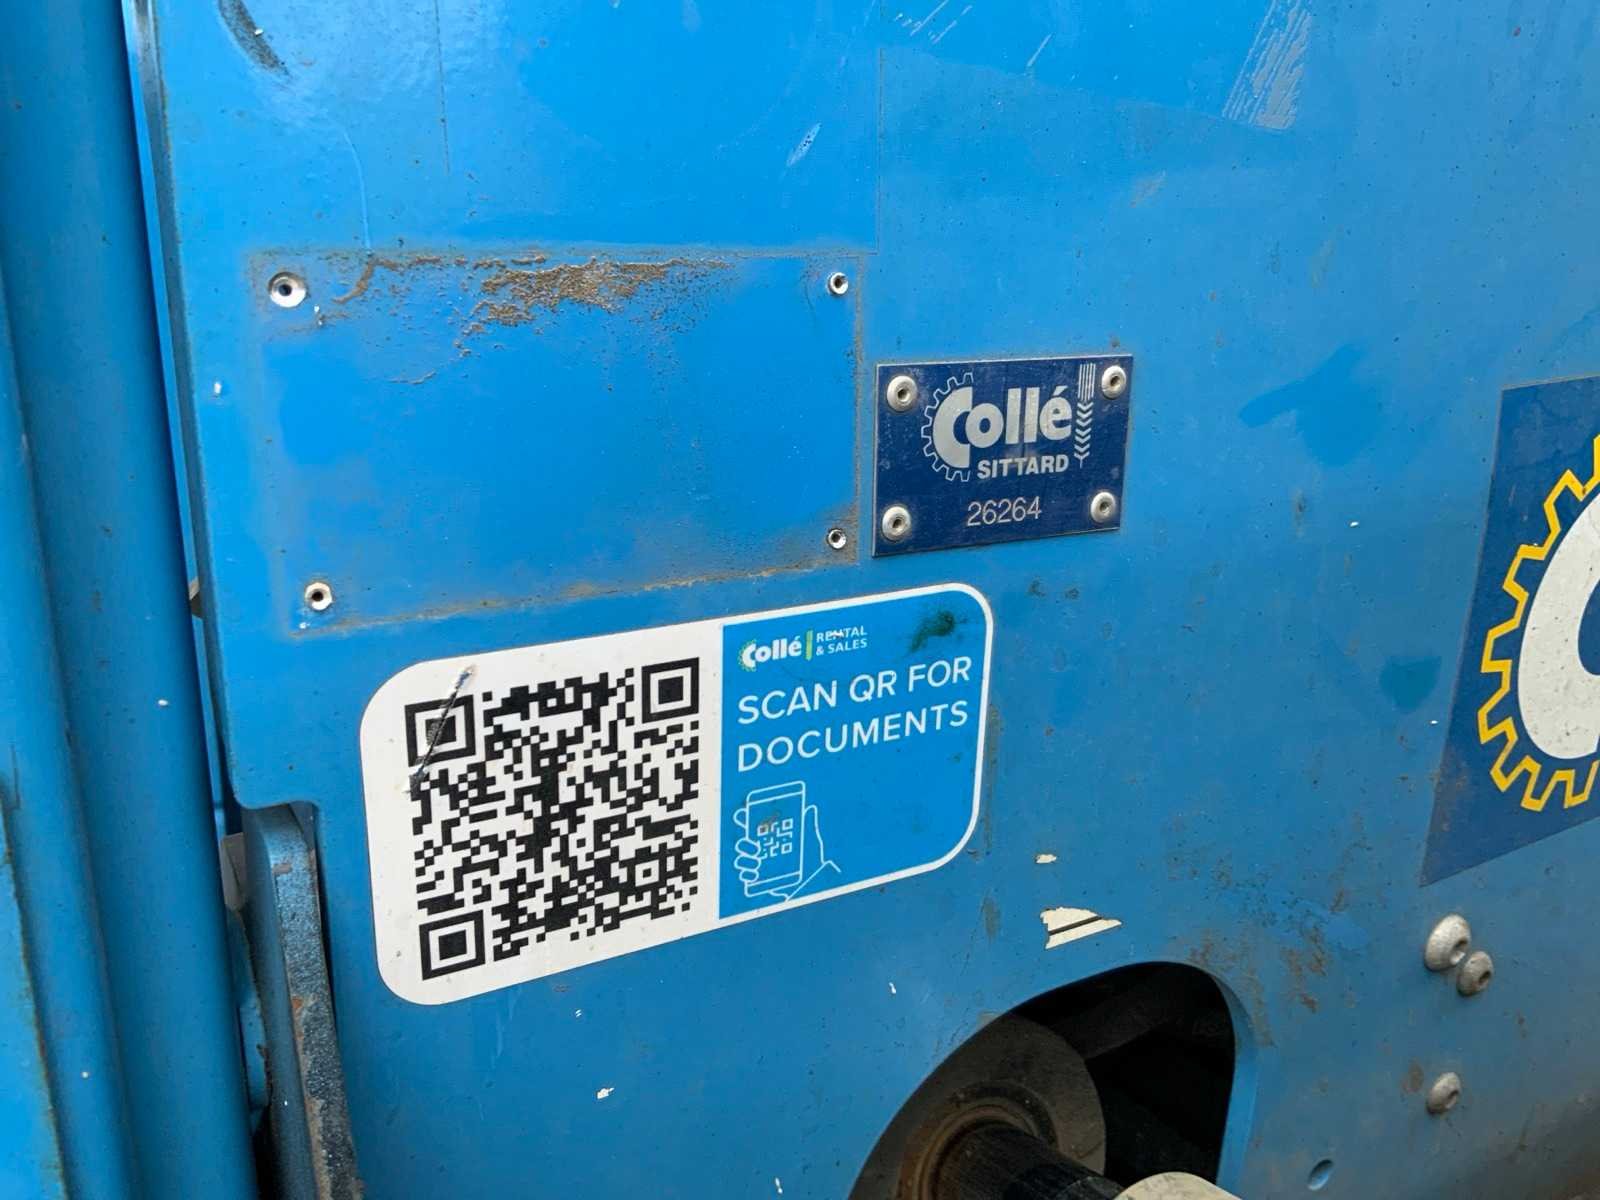 Collé
SITTARD
26264
Collé RENTAL
& SALES
SCAN QR FOR
DOCUMENTS